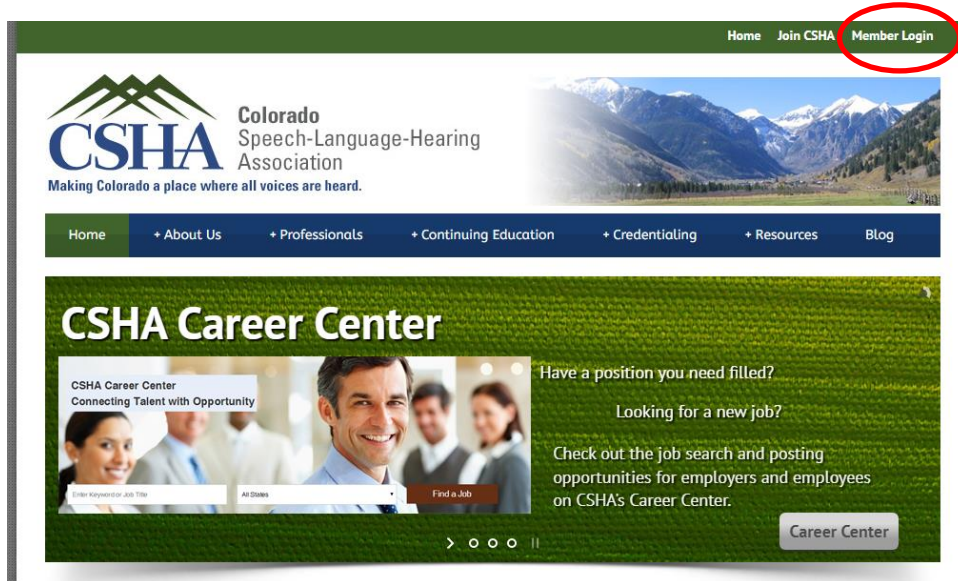 Home Join CSHA Member Login
CSHA
Colorado
Speech-Language-Hearing
Association
Making Colorado a place where all voices are heard.
Home + About Us + Professionals + Continuing Education + Credentialing + Resources Blog
CSHA Career Center
CSHA Career Center
Connecting Talent with Opportunity
Enter Keyword or Job Title All States Find a Job
Have a position you need filled?
Looking for a new job?
Check out the job search and posting
opportunities for employers and employees
on CSHA's Career Center.
Career Center